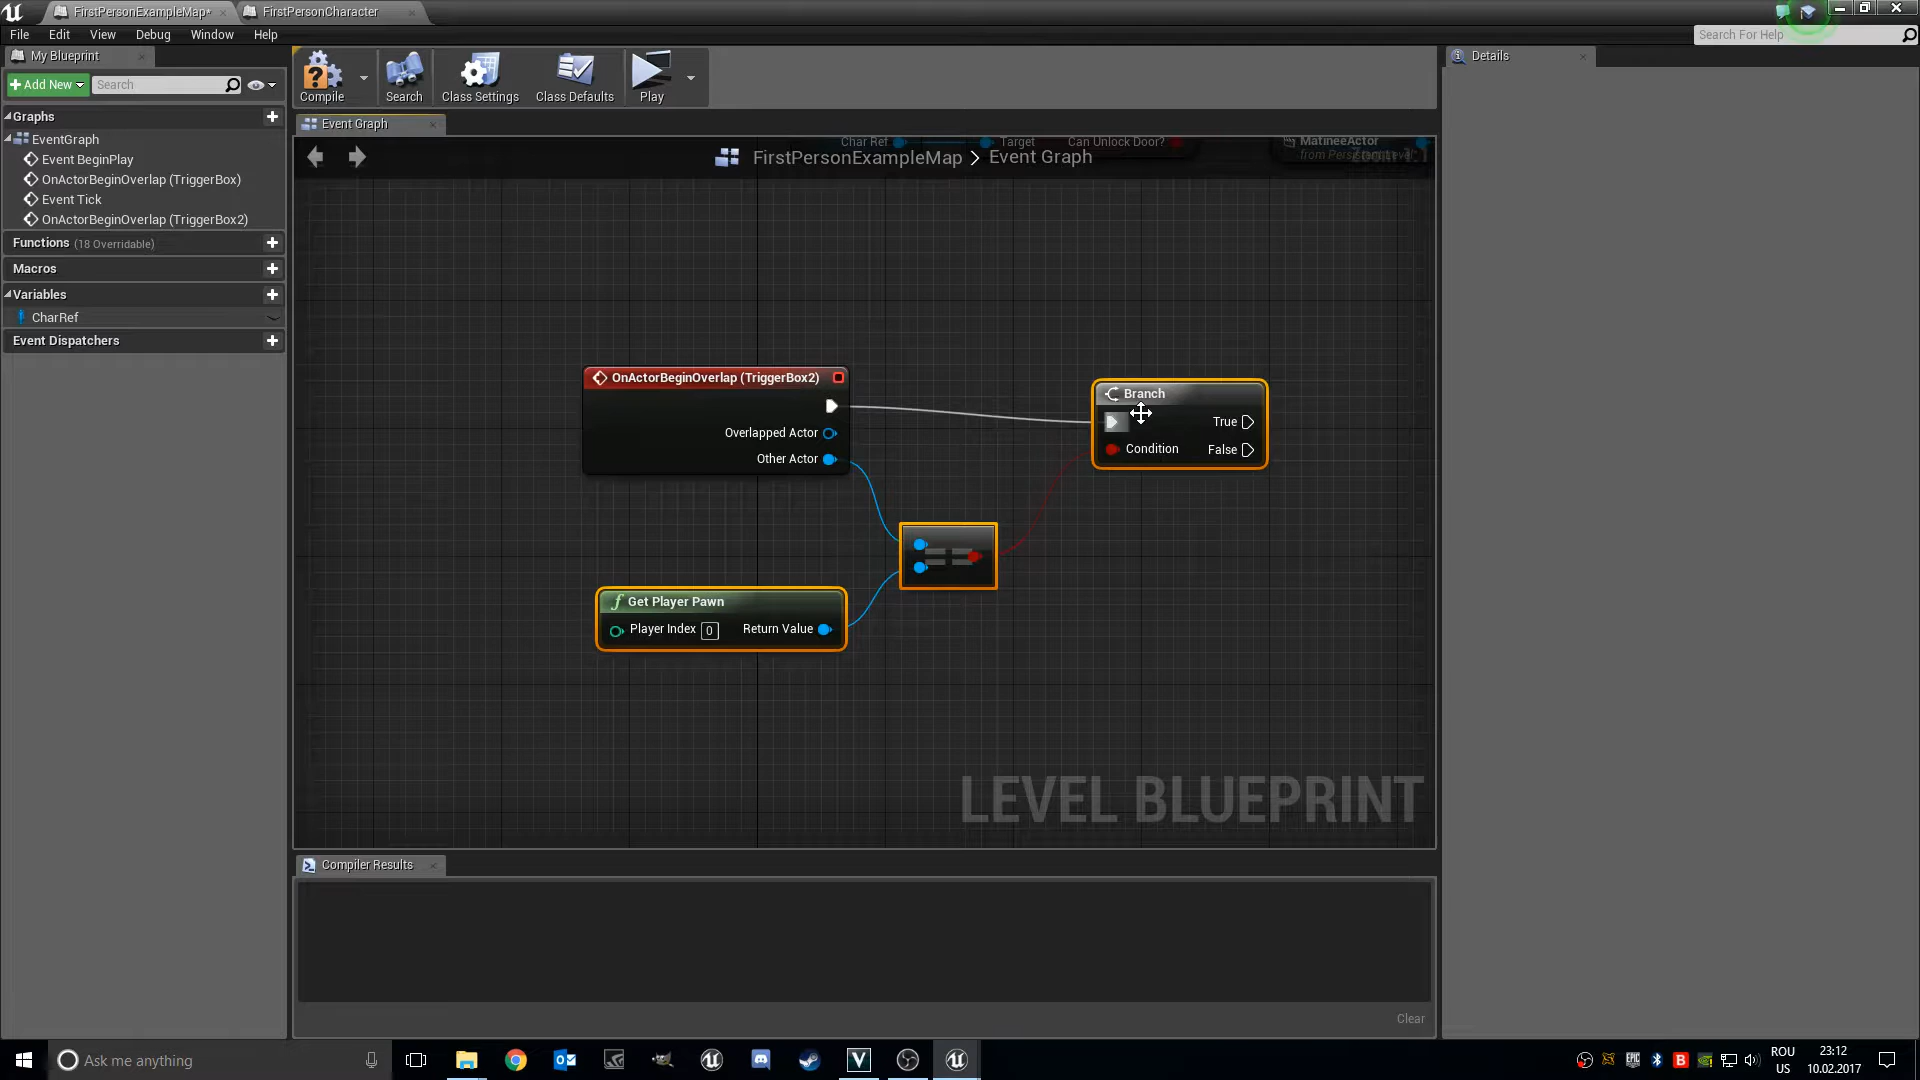 FirstPersonExampleMap*
FirstPersonCharacter
File Edit View Debug Window Help
Search For Help
My Blueprint
Add New
Search
Graphs
EventGraph
Event BeginPlay
OnActorBeginOverlap (TriggerBox)
Event Tick
OnActorBeginOverlap (TriggerBox2)
Functions (18 Overridable)
Macros
Variables
CharRef
Event Dispatchers
Compile Search Class Settings Class Defaults Play
Event Graph
Char Ref Target Can Unlock Door? MatineeActor
FirstPersonExampleMap > Event Graph
OnActorBeginOverlap (TriggerBox2)
Overlapped Actor
Other Actor
Branch
True
Condition False
f Get Player Pawn
Player Index 0 Return Value
LEVEL BLUEPRINT
Compiler Results
Clear
Details
Ask me anything
ROU
US
23:12
10.02.2017